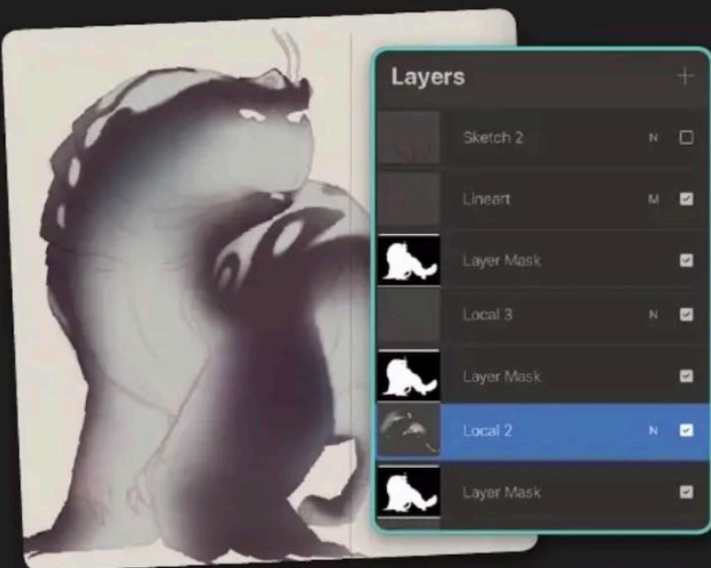 Layers
Sketch 2 N
Lineart M
Layer Mask
Local 3 N
Layer Mask
Local 2 N
Layer Mask